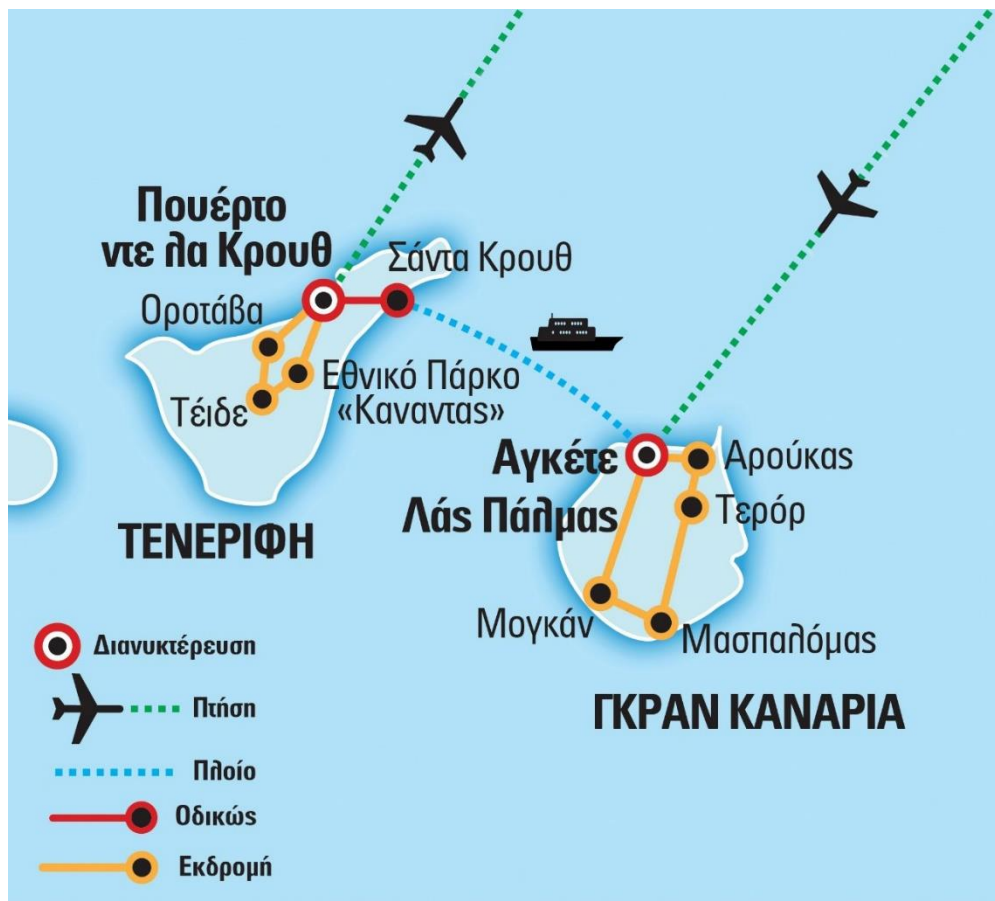 Πουέρτο
ντε λα Κρουθ
Σάντα Κρουθ
Οροτάβα
Εθνικό Πάρκο
«Καναντας»
Τέιδε
ΤΕΝΕΡΙΦΗ
Αγκέτε
Λάς Πάλμας
Αρούκας
Τερόρ
Μογκάν
Μασπαλόμας
ΓΚΡΑΝ ΚΑΝΑΡΙΑ
Διανυκτέρευση
Πτήση
Πλοίο
Οδικώς
Εκδρομή